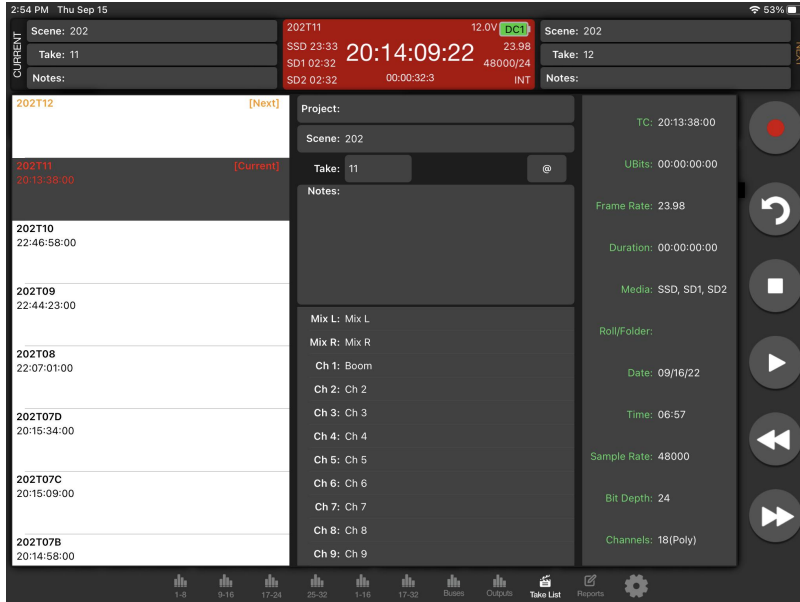 2:54 PM Thu Sep 15
53%
CURRENT
Scene: 202
Take: 11
Notes:
202T11
12.0V DC1
SSD 23:33
SD1 02:32
SD2 02:32
20:14:09:22
00:00:32:3
23.98
48000/24
INT
Scene: 202
Take: 12
Notes:
NEXT
202T12 [Next]
202T11 [Current]
20:13:38:00
202T10
22:46:58:00
202T09
22:44:23:00
202T08
22:07:01:00
202T07D
20:15:34:00
202T07C
20:15:09:00
202T07B
20:14:58:00
Project:
Scene: 202
Take: 11 @
Notes:
Mix L: Mix L
Mix R: Mix R
Ch 1: Boom
Ch 2: Ch 2
Ch 3: Ch 3
Ch 4: Ch 4
Ch 5: Ch 5
Ch 6: Ch 6
Ch 7: Ch 7
Ch 8: Ch 8
Ch 9: Ch 9
TC: 20:13:38:00
UBits: 00:00:00:00
Frame Rate: 23.98
Duration: 00:00:00:00
Media: SSD, SD1, SD2
Roll/Folder:
Date: 09/16/22
Time: 06:57
Sample Rate: 48000
Bit Depth: 24
Channels: 18(Poly)
1-8
9-16
17-24
25-32
1-16
17-32
Buses
Outputs
Take List
Reports